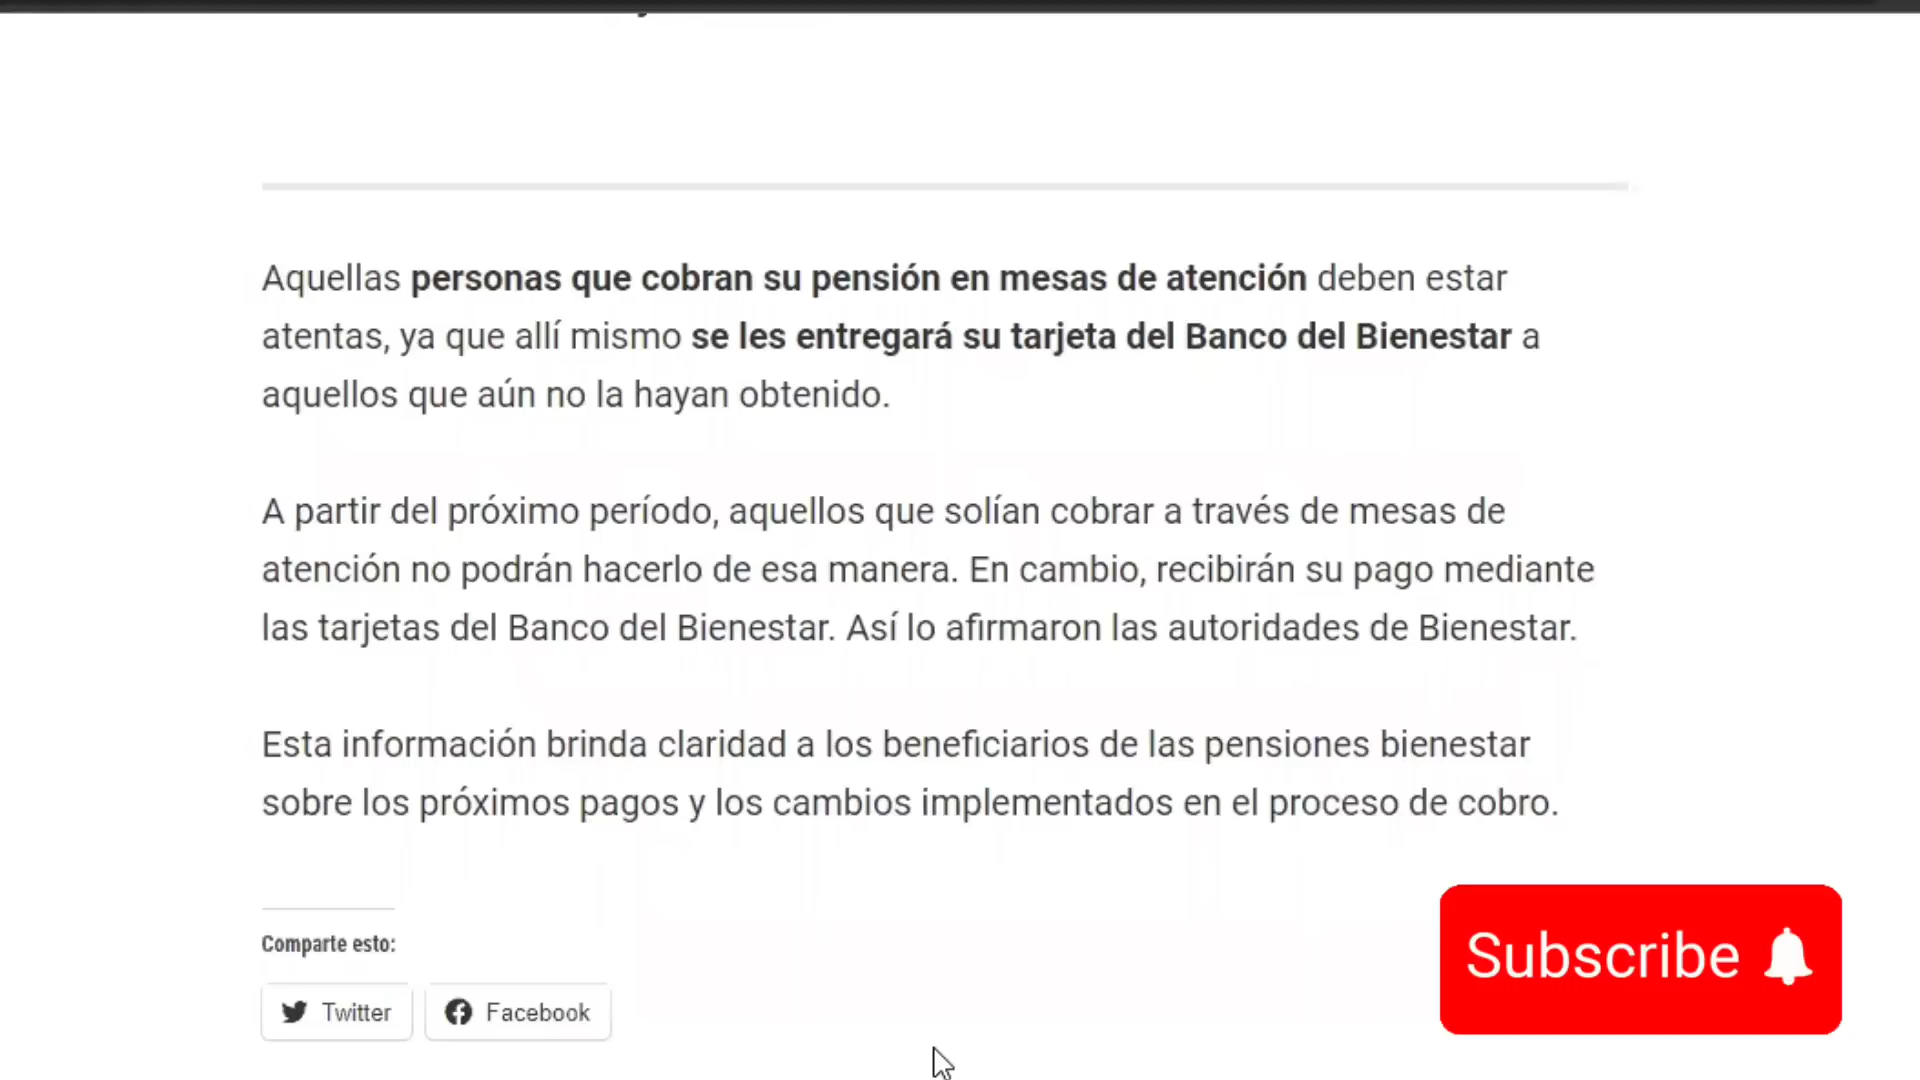 Aquellas personas que cobran su pensión en mesas de atención deben estar
atentas, ya que allí mismo se les entregará su tarjeta del Banco del Bienestar a
aquellos que aún no la hayan obtenido.
A partir del próximo período, aquellos que solían cobrar a través de mesas de
atención no podrán hacerlo de esa manera. En cambio, recibirán su pago mediante
las tarjetas del Banco del Bienestar. Así lo afirmaron las autoridades de Bienestar.
Esta información brinda claridad a los beneficiarios de las pensiones bienestar
sobre los próximos pagos y los cambios implementados en el proceso de cobro.
Comparte esto:
Twitter Facebook
Subscribe